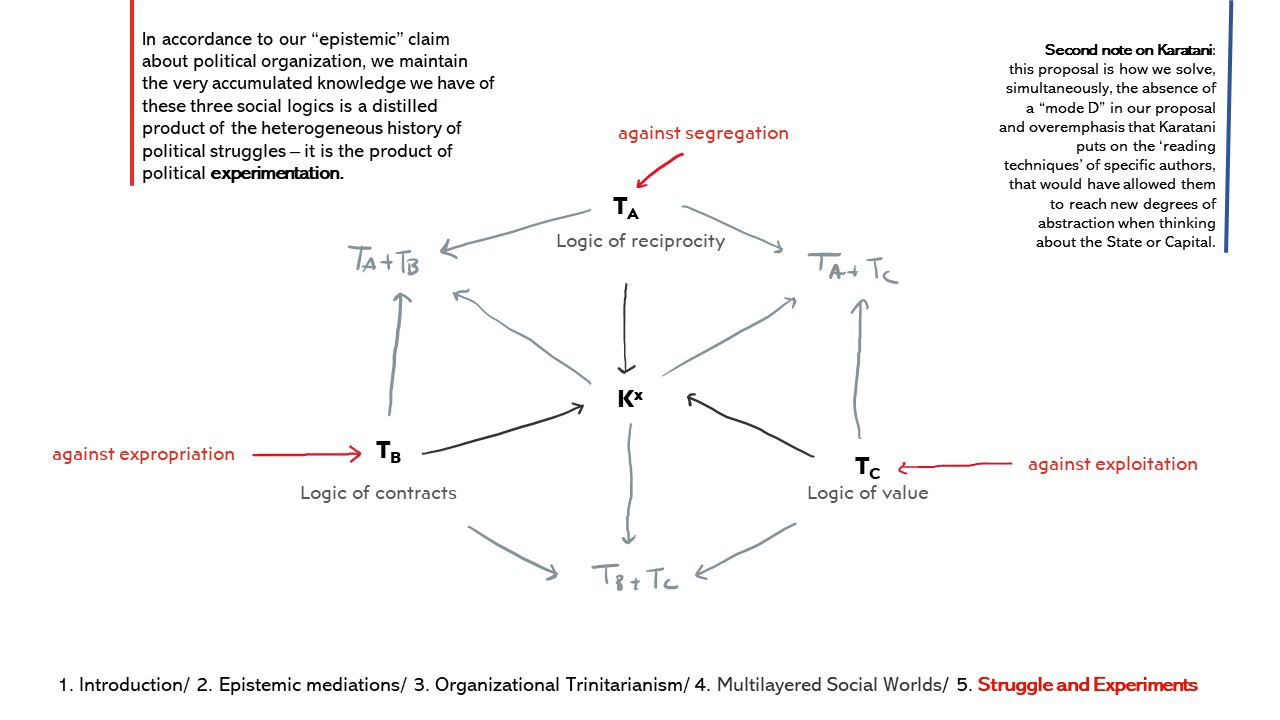 In accordance to our “epistemic” claim
about political organization, we maintain
the very accumulated knowledge we have of
these three social logics is a distilled
product of the heterogeneous history of
political struggles – it is the product of
political experimentation.
Second note on Karatani:
this proposal is how we solve,
simultaneously, the absence of
a “mode D” in our proposal
and overemphasis that Karatani
puts on the ‘reading
techniques’ of specific authors,
that would have allowed them
to reach new degrees of
abstraction when thinking
about the State or Capital.
against segregation
TA
Logic of reciprocity
TA+TB
TA+TC
Kx
against expropriation
TB
Logic of contracts
TC
against exploitation
Logic of value
TB+TC
1. Introduction/ 2. Epistemic mediations/ 3. Organizational Trinitarianism/ 4. Multilayered Social Worlds/ 5. Struggle and Experiments